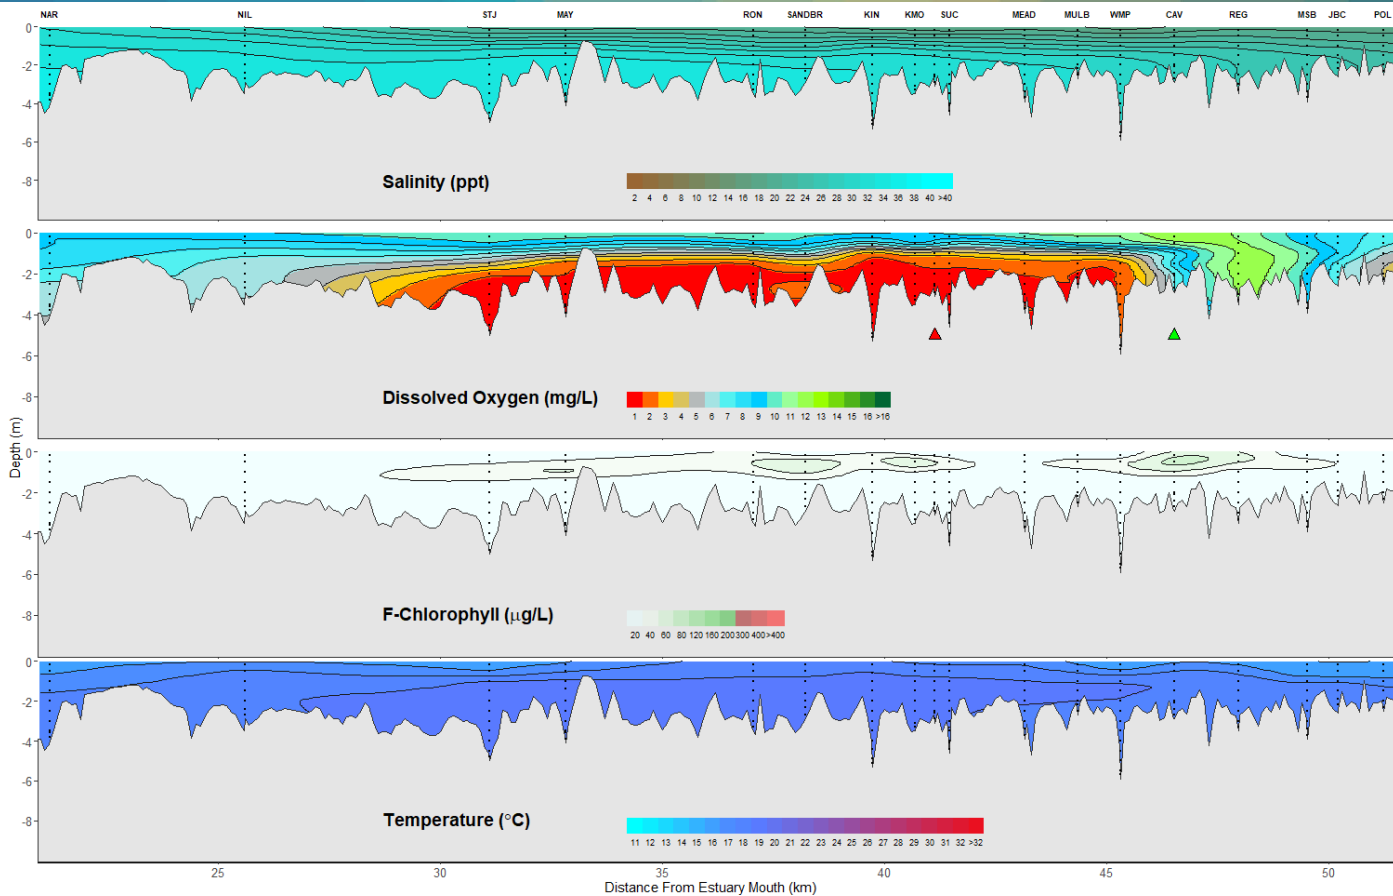 NAR NIL STJ MAY RON SANDBR KIN KMO SUC MEAD MULB WMP CAV REG MSB JBC POL
0
-2
-4
-6
-8
Salinity (ppt)
2 4 6 8 10 12 14 16 18 20 22 24 26 28 30 32 34 36 38 40 >40
0
-2
-4
-6
-8
Dissolved Oxygen (mg/L)
1 2 3 4 5 6 7 8 9 10 11 12 13 14 15 16 >16
Depth (m)
0
-2
-4
-6
-8
F-Chlorophyll (μg/L)
20 40 60 80 120 160 200 300 400 >400
0
-2
-4
-6
-8
Temperature (°C)
11 12 13 14 15 16 17 18 19 20 21 22 23 24 25 26 27 28 29 30 31 32 >32
25 30 35 40 45 50
Distance From Estuary Mouth (km)